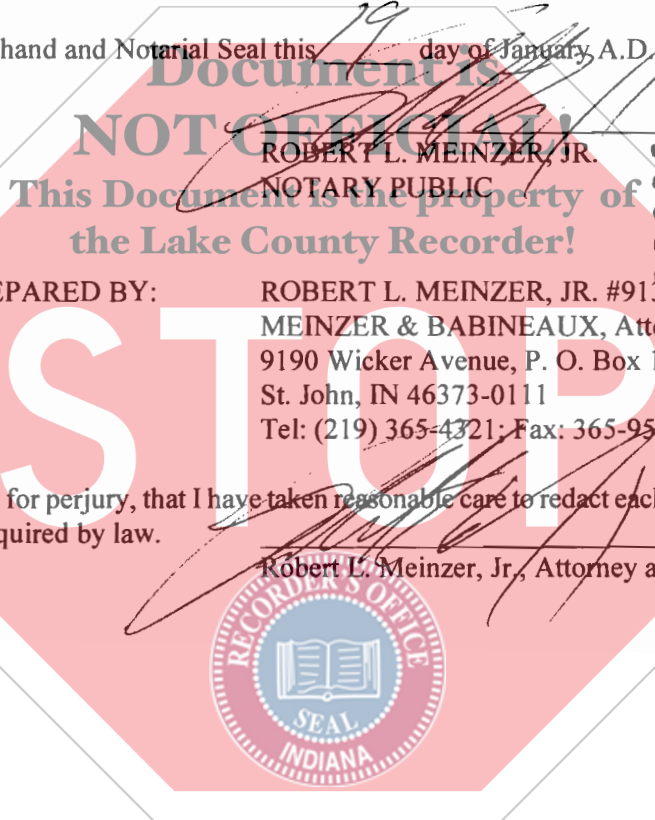 hand and Notarial Seal this 19 day of January, A.D.
Document is
NOT OFFICIAL!
ROBERT L. MEINZER, JR.
NOTARY PUBLIC
This Document is the property of
the Lake County Recorder!
EPARED BY: ROBERT L. MEINZER, JR. #913
MEINZER & BABINEAUX, Atto
9190 Wicker Avenue, P. O. Box 1
St. John, IN 46373-0111
Tel: (219) 365-4321; Fax: 365-95
STOP
for perjury, that I have taken reasonable care to redact each
quired by law.
Robert L. Meinzer, Jr., Attorney a
RECORDER'S OFFICE
SEAL
INDIANA